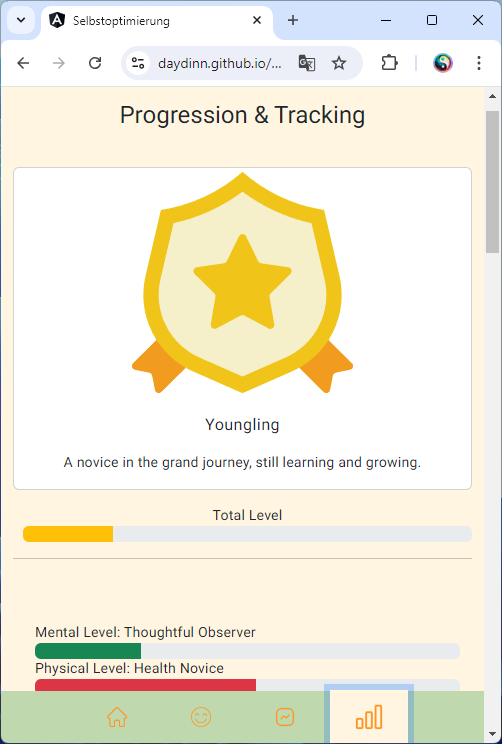 Selbstoptimierung
daydinn.github.io/...
Progression & Tracking
Youngling
A novice in the grand journey, still learning and growing.
Total Level
Mental Level: Thoughtful Observer
Physical Level: Health Novice